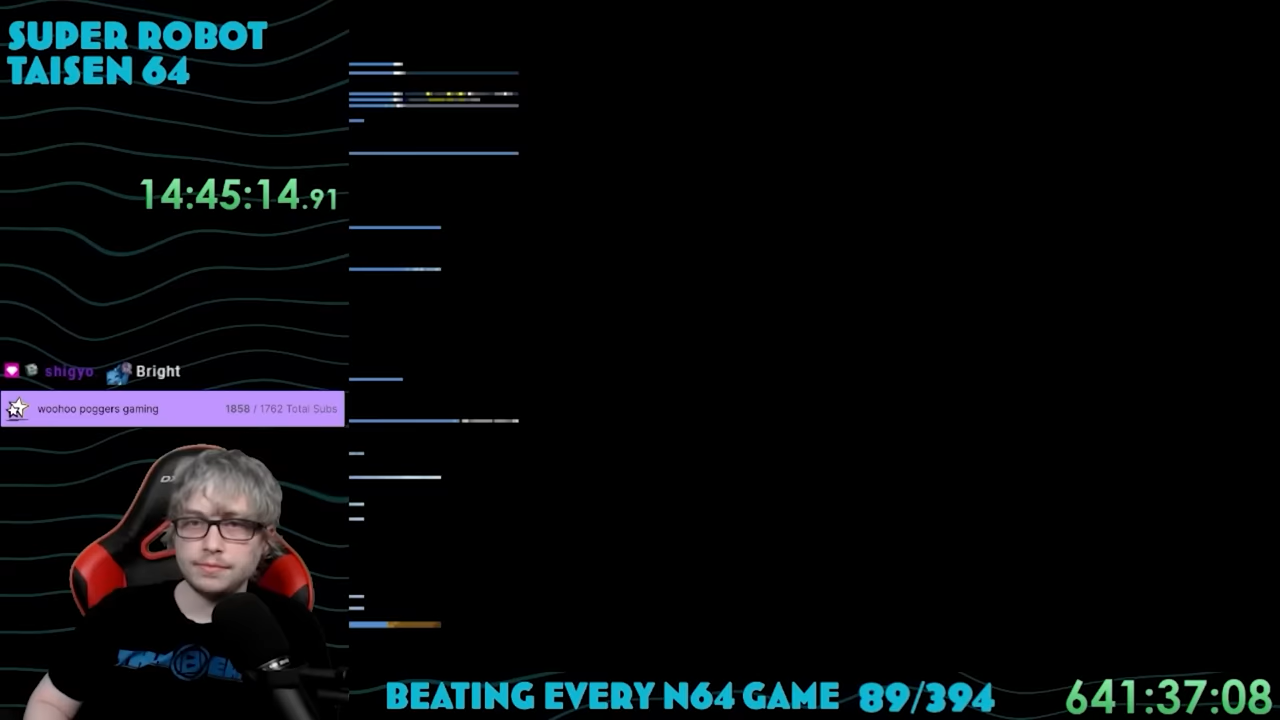 SUPER ROBOT
TAISEN 64
14:45:14.91
shigyo Bright
woohoo poggers gaming 1858 / 1762 Total Subs
BEATING EVERY N64 GAME 89/394 641:37:08